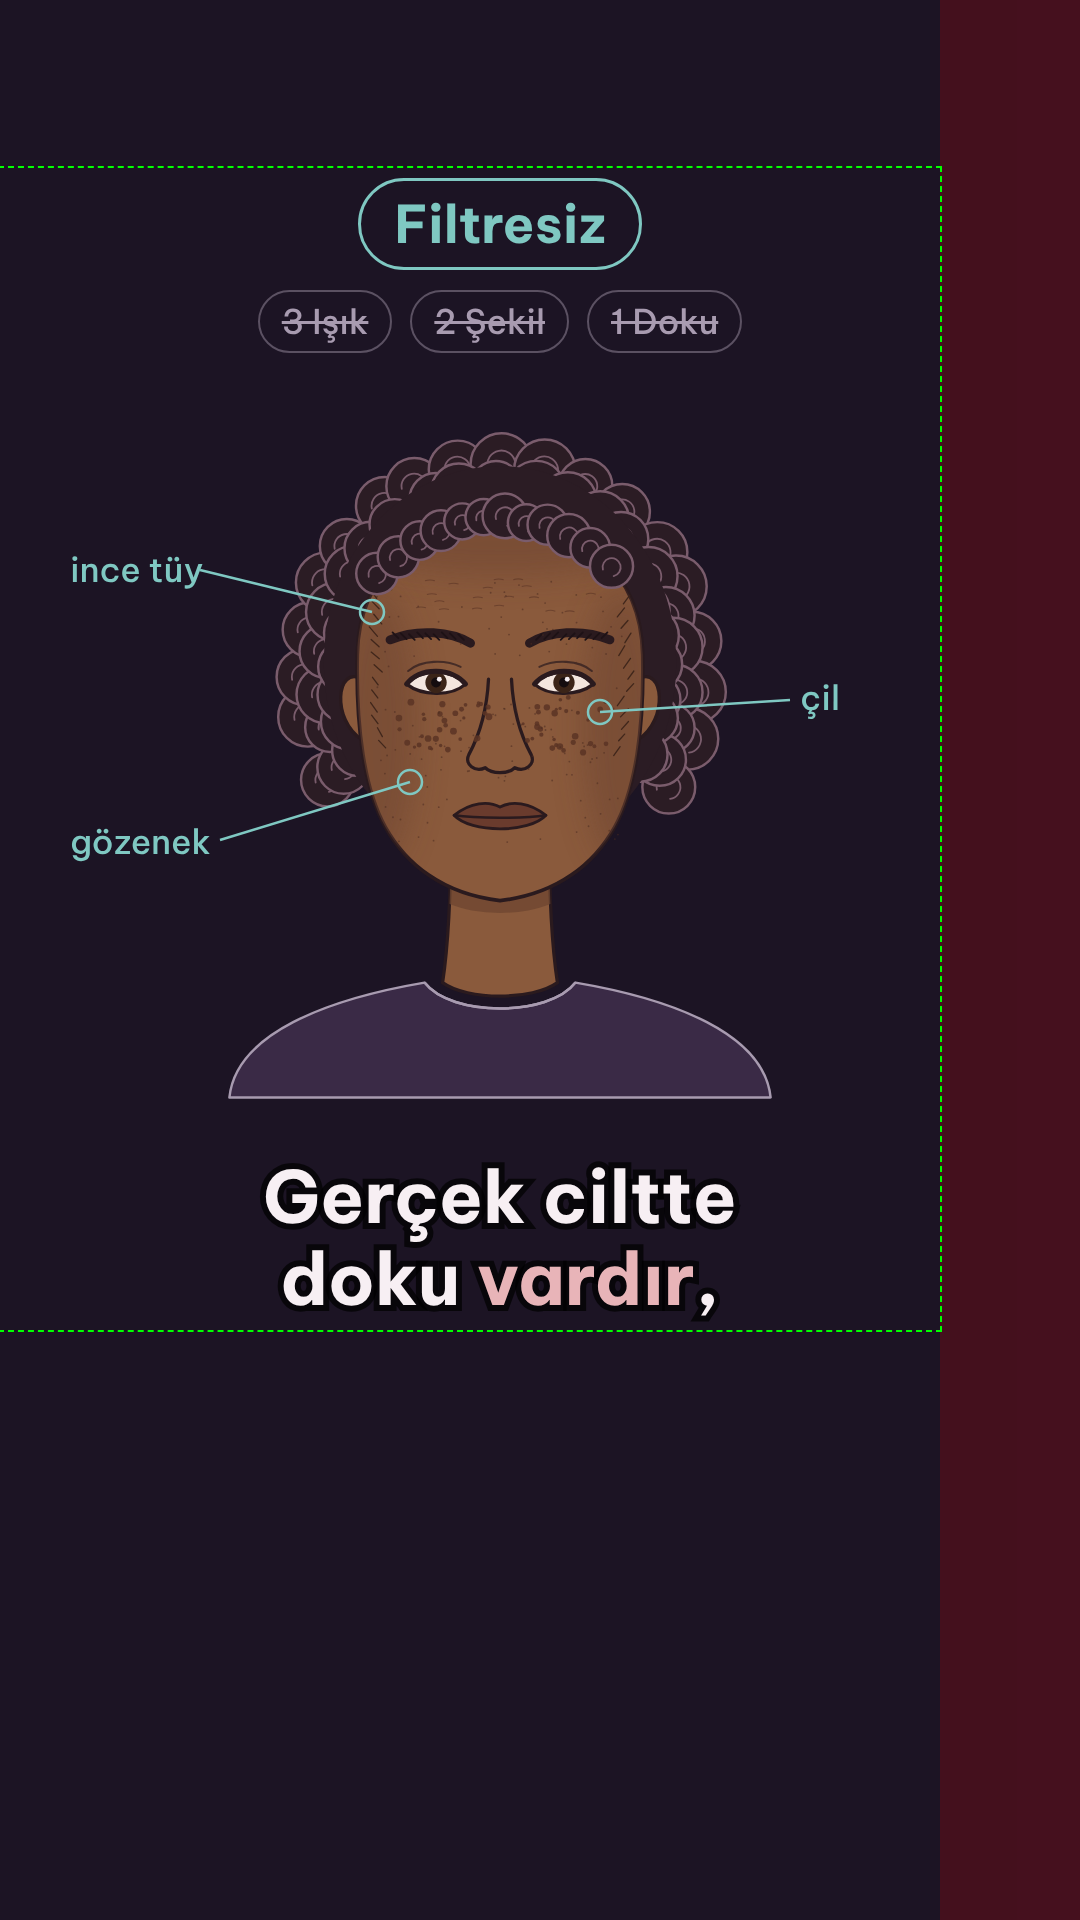 Filtresiz
3 Işık 2 Şekil 1 Doku
ince tüy
çil
gözenek
Gerçek ciltte
doku vardır,